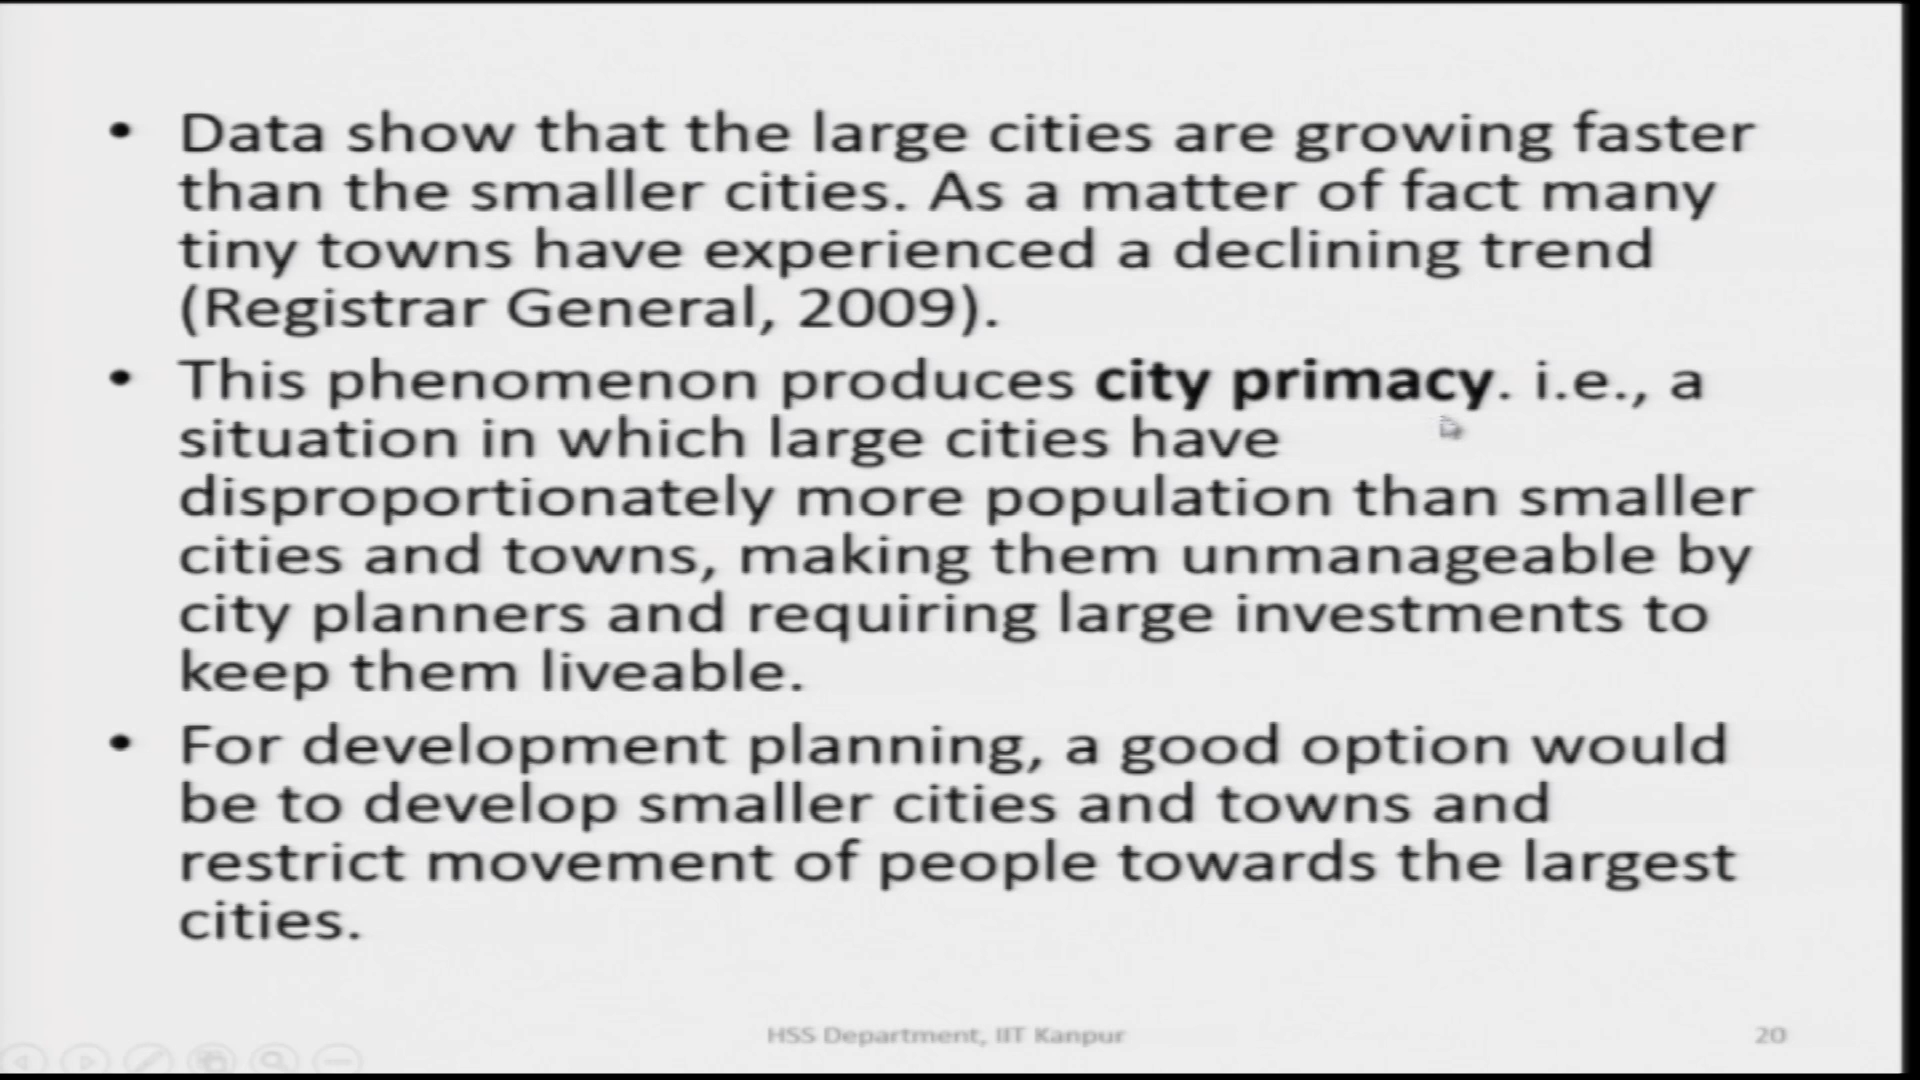 • Data show that the large cities are growing faster
than the smaller cities. As a matter of fact many
tiny towns have experienced a declining trend
(Registrar General, 2009).
• This phenomenon produces city primacy. i.e., a
situation in which large cities have
disproportionately more population than smaller
cities and towns, making them unmanageable by
city planners and requiring large investments to
keep them liveable.
• For development planning, a good option would
be to develop smaller cities and towns and
restrict movement of people towards the largest
cities.
HSS Department, IIT Kanpur
20